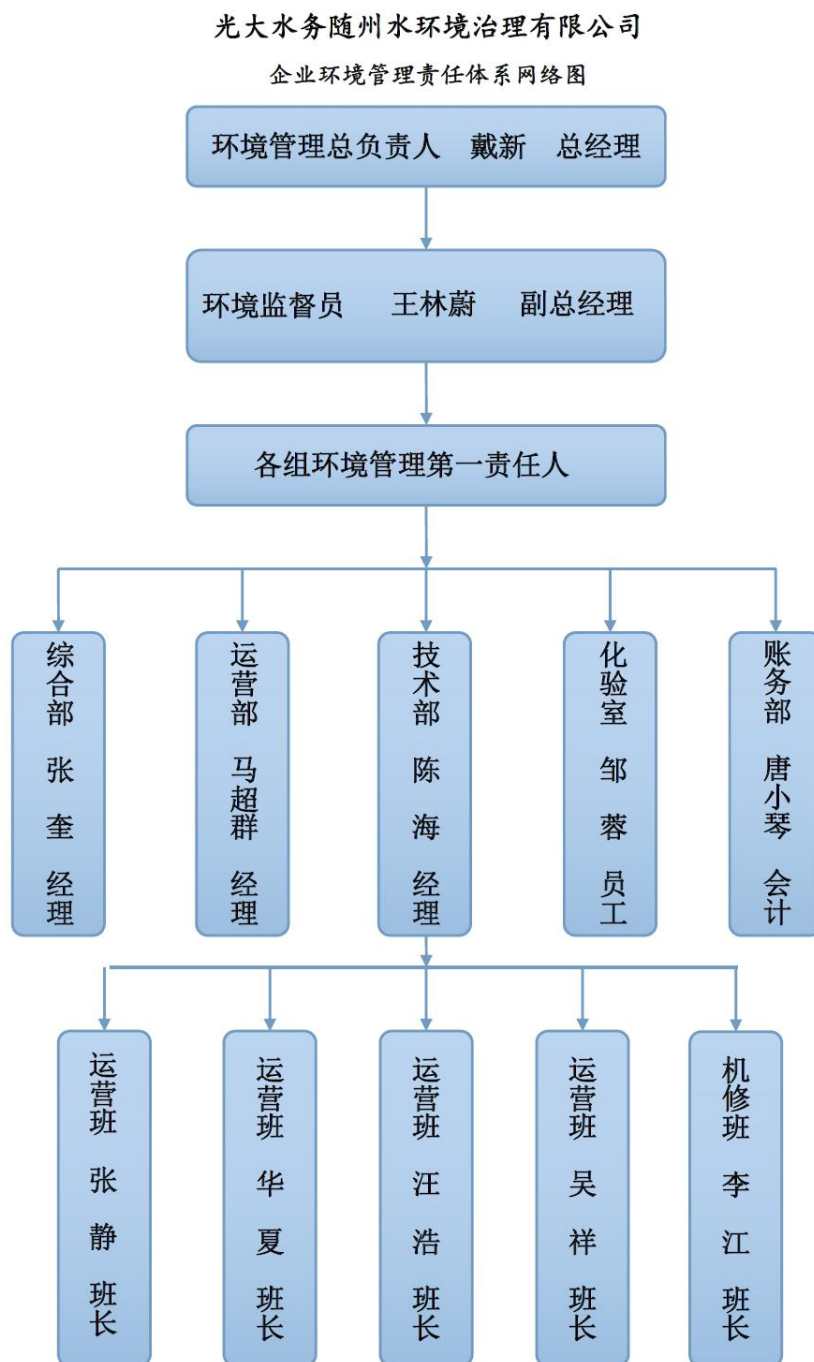 光大水务随州水环境治理有限公司
企业环境管理责任体系网络图
环境管理总负责人 戴新 总经理
环境监督员 王林蔚 副总经理
各组环境管理第一责任人
综合部 张奎 经理
运营部 马超群 经理
技术部 陈海 经理
化验室 邹蓉 员工
账务部 唐小琴 会计
运营班 张静 班长
运营班 华夏 班长
运营班 汪浩 班长
运营班 吴祥 班长
机修班 李江 班长